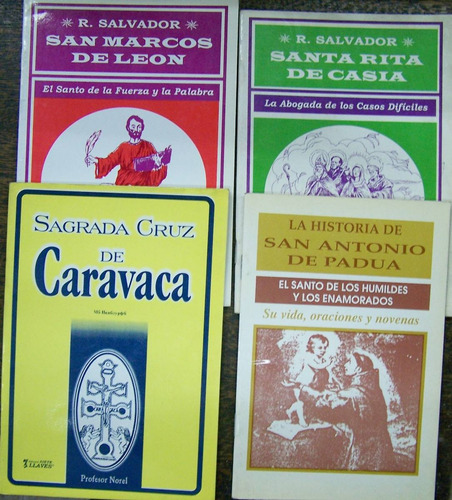 R. SALVADOR
SAN MARCOS
DE LEON
El Santo de la Fuerza y la Palabra
R. SALVADOR
SANTA RITA
DE CASIA
La Abogada de los Casos Difíciles
SAGRADA CRUZ
DE
CARAVACA
LLAVES
Profesor Norel
LA HISTORIA DE
SAN ANTONIO
DE PADUA
EL SANTO DE LOS HUMILDES
Y LOS ENAMORADOS
Su vida, oraciones y novenas